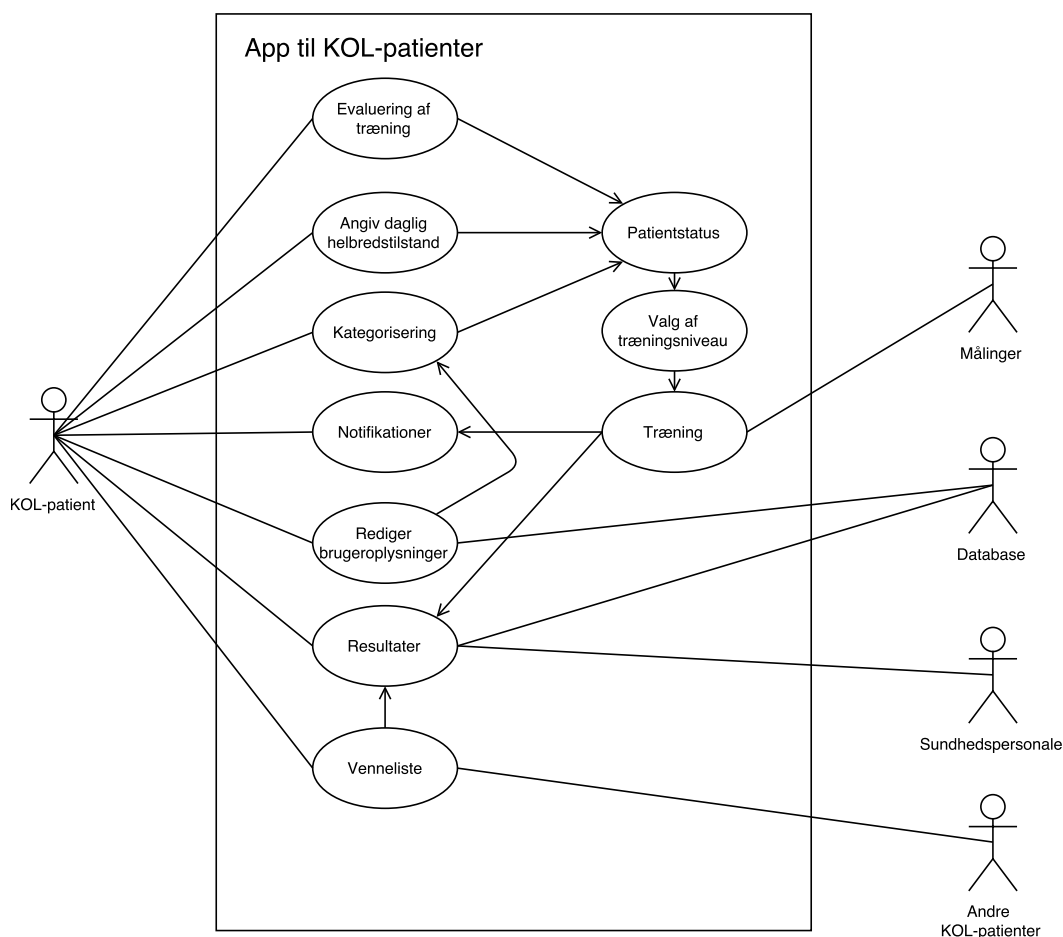 App til KOL-patienter
Evaluering af
træning
Angiv daglig
helbredstilstand
Patientstatus
Kategorisering
Valg af
træningsniveau
Målinger
Notifikationer
Træning
KOL-patient
Rediger
brugeroplysninger
Database
Resultater
Sundhedspersonale
Venneliste
Andre
KOL-patienter